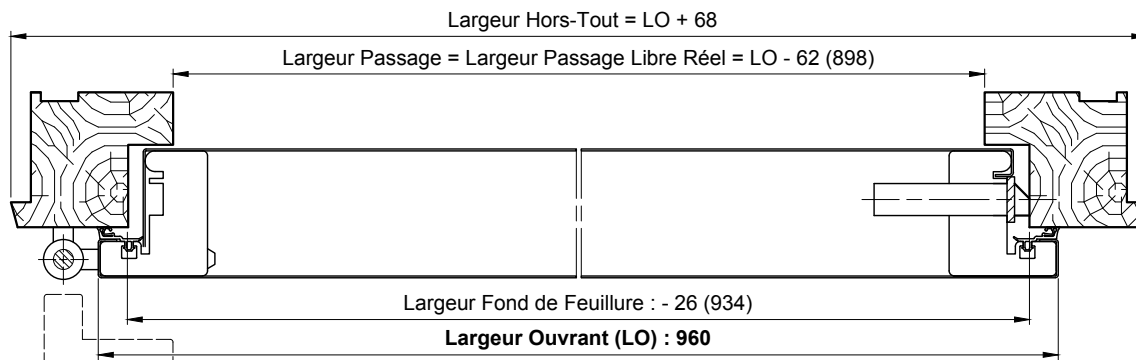 Largeur Hors-Tout = LO + 68
Largeur Passage = Largeur Passage Libre Réel = LO - 62 (898)
Largeur Fond de Feuillure : - 26 (934)
Largeur Ouvrant (LO) : 960